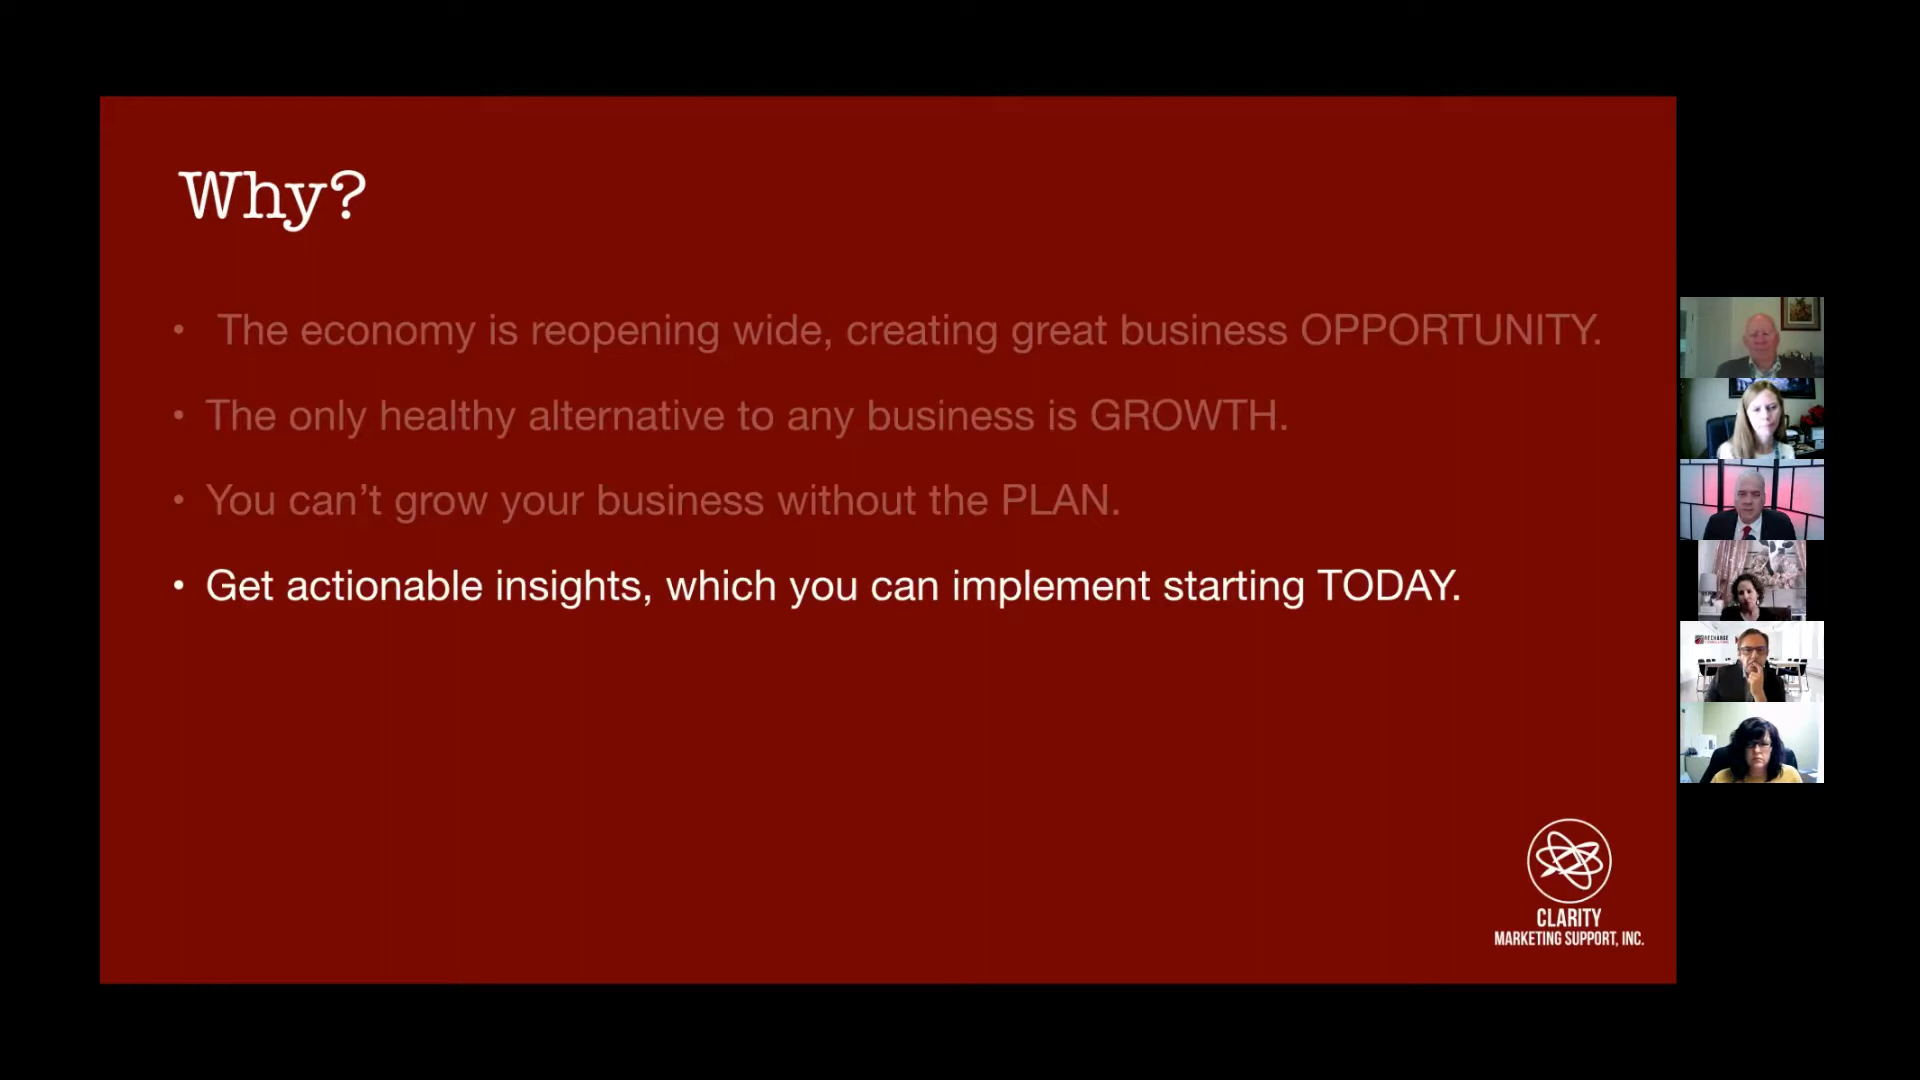 Why?
• The economy is reopening wide, creating great business OPPORTUNITY.
• The only healthy alternative to any business is GROWTH.
• You can’t grow your business without the PLAN.
• Get actionable insights, which you can implement starting TODAY.
RECHARGE
CLARITY
MARKETING SUPPORT, INC.